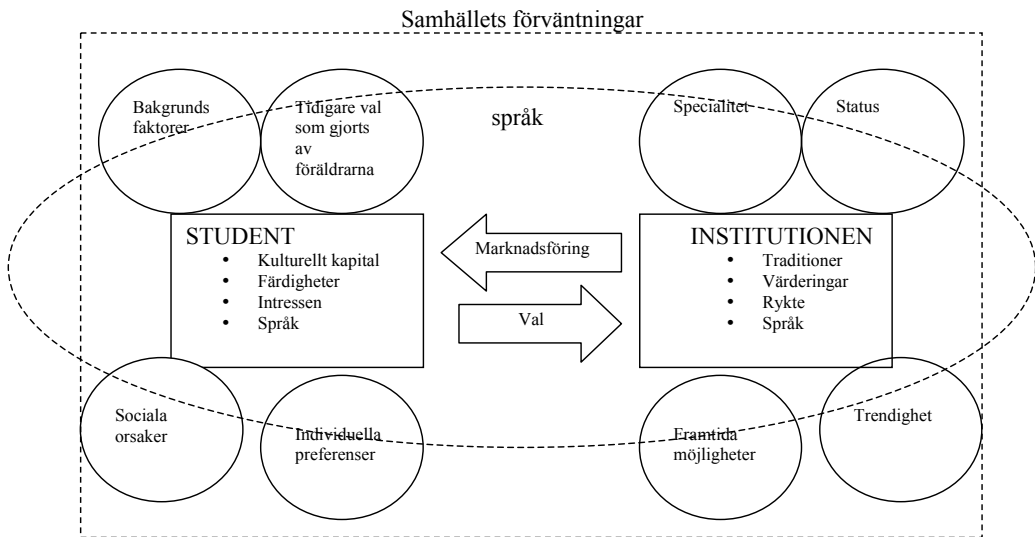 Samhällets förväntningar
Bakgrunds
faktorer
Tidigare val
som gjorts
av
föräldrarna
språk
Specialitet
Status
STUDENT
• Kulturellt kapital
• Färdigheter
• Intressen
• Språk
Marknadsföring
Val
INSTITUTIONEN
• Traditioner
• Värderingar
• Rykte
• Språk
Sociala
orsaker
Individuella
preferenser
Framtida
möjligheter
Trendighet